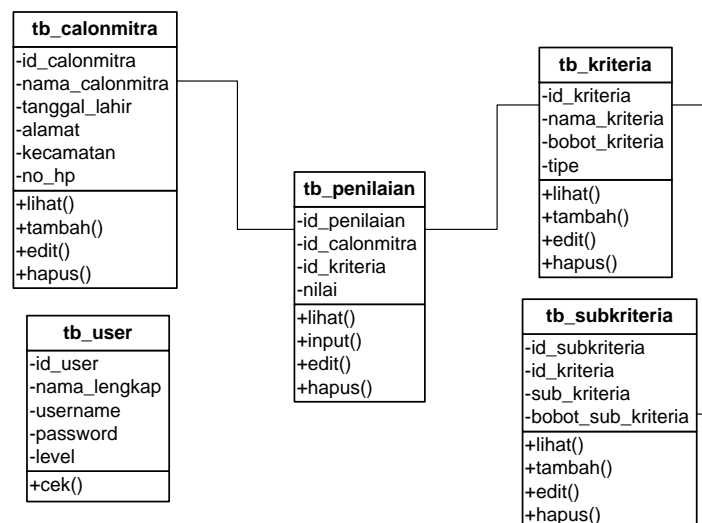 tb_calonmitra
-id_calonmitra
-nama_calonmitra
-tanggal_lahir
-alamat
-kecamatan
-no_hp
+lihat()
+tambah()
+edit()
+hapus()
tb_user
-id_user
-nama_lengkap
-username
-password
-level
+cek()
tb_penilaian
-id_penilaian
-id_calonmitra
-id_kriteria
-nilai
+lihat()
+input()
+edit()
+hapus()
tb_kriteria
-id_kriteria
-nama_kriteria
-bobot_kriteria
-tipe
+lihat()
+tambah()
+edit()
+hapus()
tb_subkriteria
-id_subkriteria
-id_kriteria
-sub_kriteria
-bobot_sub_kriteria
+lihat()
+tambah()
+edit()
+hapus()